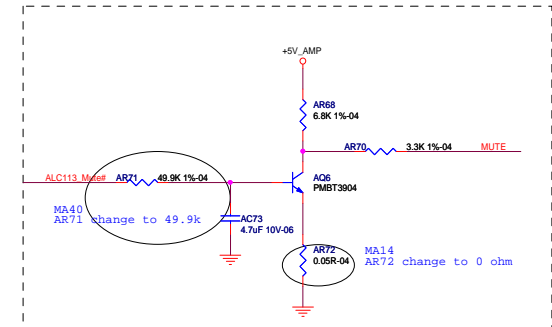 +5V_AMP
AR68
6.8K 1%-04
AR70
3.3K 1%-04
MUTE
ALC113_Mute#
AR71
49.9K 1%-04
AQ6
PMBT3904
MA40
AR71 change to 49.9k
AC73
4.7uF 10V-06
AR72
0.05R-04
MA14
AR72 change to 0 ohm